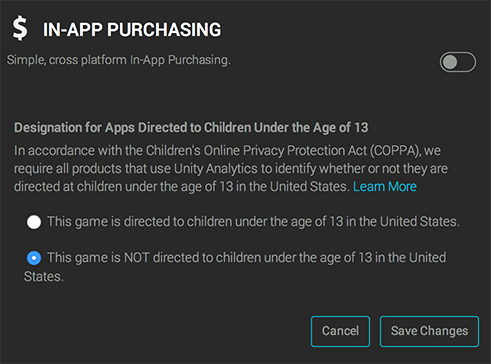 $ IN-APP PURCHASING
Simple, cross platform In-App Purchasing.
Designation for Apps Directed to Children Under the Age of 13
In accordance with the Children's Online Privacy Protection Act (COPPA), we
require all products that use Unity Analytics to identify whether or not they are
directed at children under the age of 13 in the United States. Learn More
This game is directed to children under the age of 13 in the United States.
This game is NOT directed to children under the age of 13 in the United
States.
Cancel Save Changes